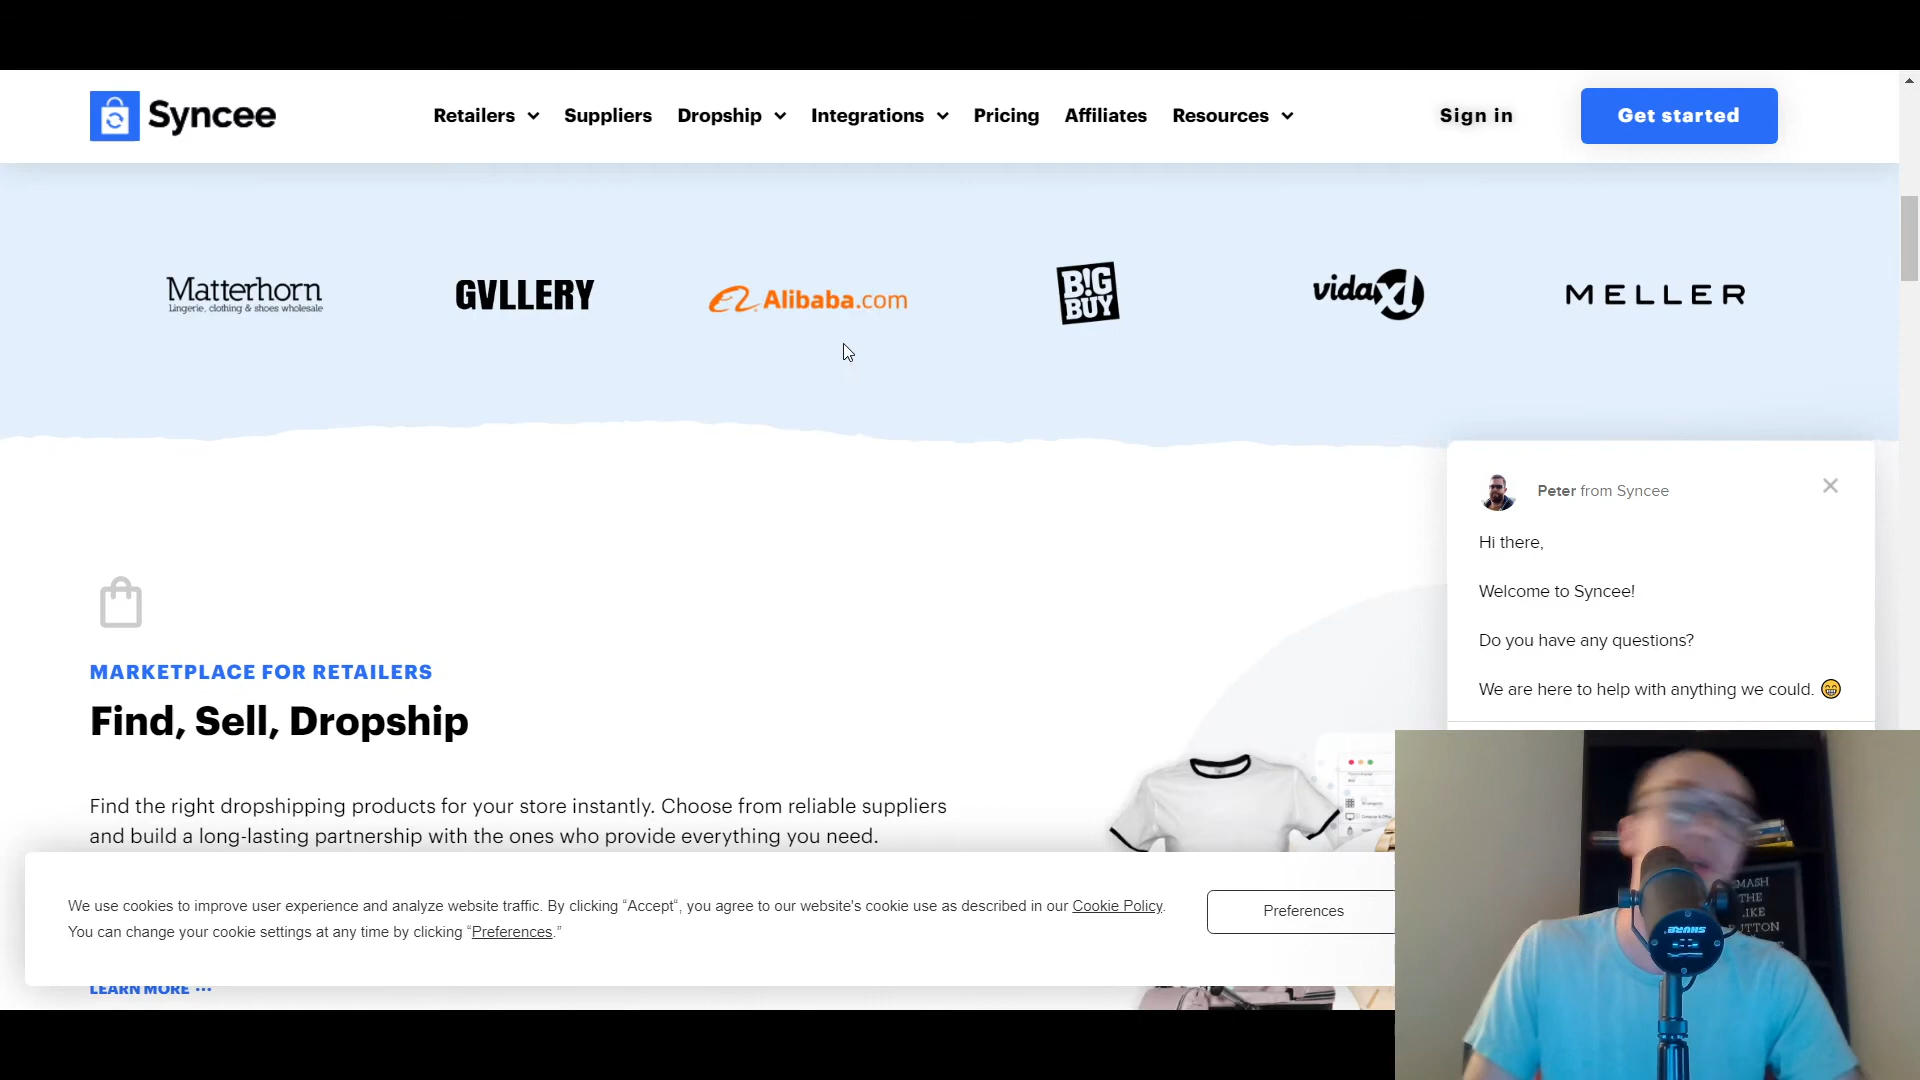 Syncee
Retailers Suppliers Dropship Integrations Pricing Affiliates Resources Sign in Get started
Matterhorn
Lingerie, clothing & shoes wholesale
GVLLERY
Alibaba.com
B!G
BUY
vidaXL
MELLER
Peter from Syncee
Hi there,
Welcome to Syncee!
Do you have any questions?
We are here to help with anything we could. 😁
MARKETPLACE FOR RETAILERS
Find, Sell, Dropship
Find the right dropshipping products for your store instantly. Choose from reliable suppliers
and build a long-lasting partnership with the ones who provide everything you need.
We use cookies to improve user experience and analyze website traffic. By clicking “Accept“, you agree to our website's cookie use as described in our Cookie Policy.
You can change your cookie settings at any time by clicking “Preferences.”
Preferences
LEARN MORE ···
MASH
THE
LIKE
UTTON
SHURE